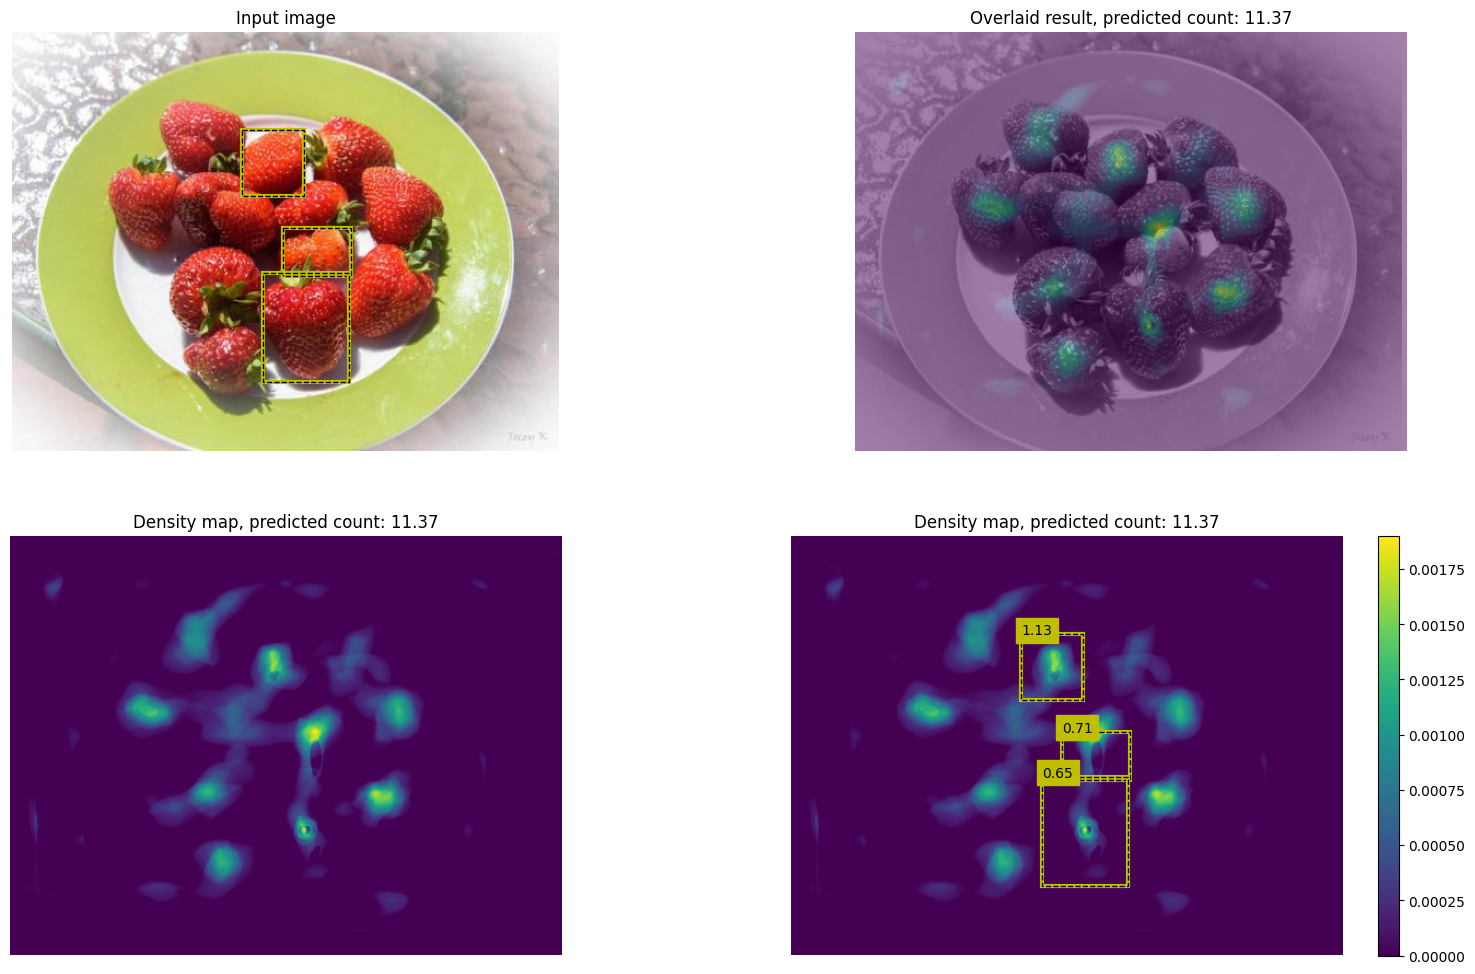 Input image
Overlaid result, predicted count: 11.37
Jocey K
Density map, predicted count: 11.37
Density map, predicted count: 11.37
1.13
0.71
0.65
0.00175
0.00150
0.00125
0.00100
0.00075
0.00050
0.00025
0.00000